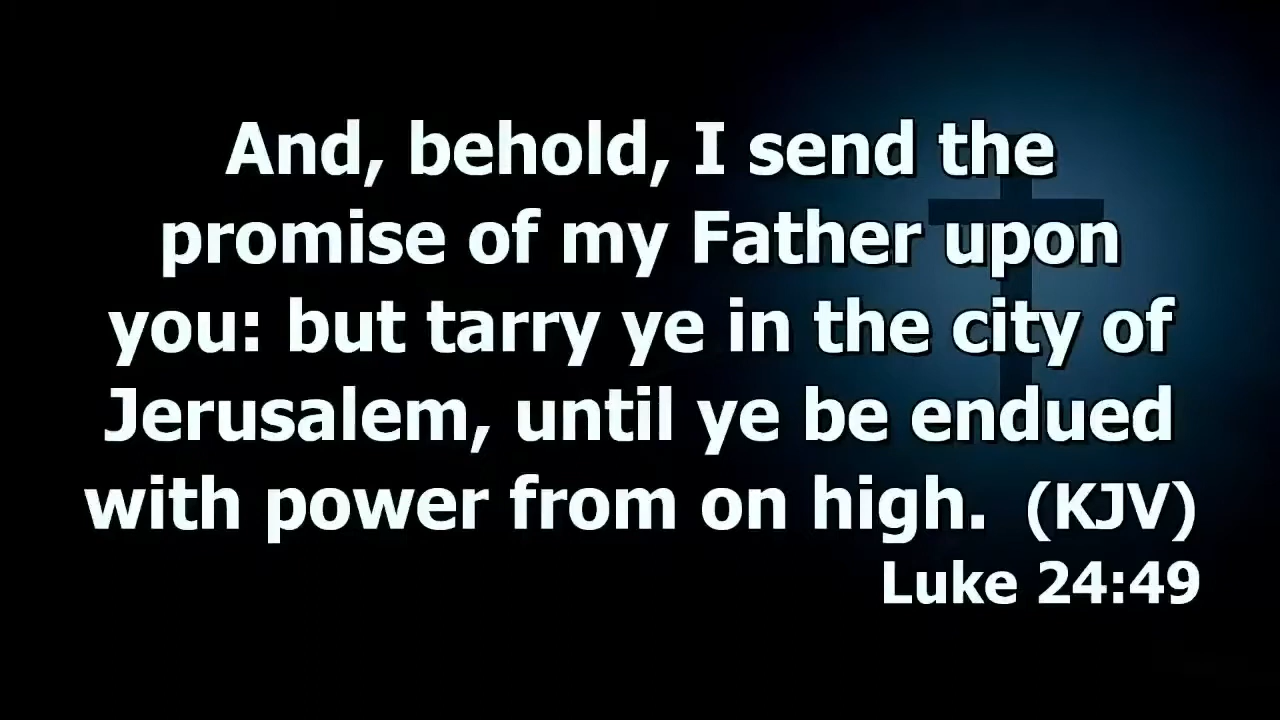 And, behold, I send the
promise of my Father upon
you: but tarry ye in the city of
Jerusalem, until ye be endued
with power from on high.  (KJV)
Luke 24:49